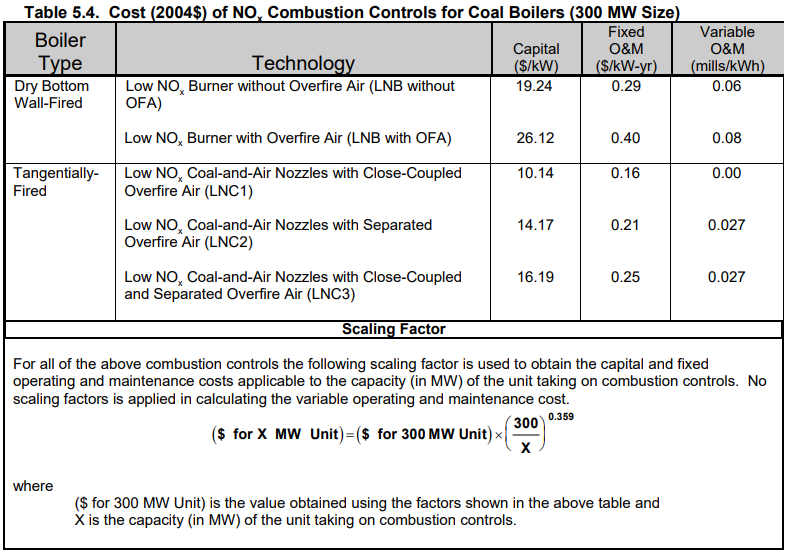 Table 5.4. Cost (2004$) of NOx Combustion Controls for Coal Boilers (300 MW Size)
Boiler Type Technology Capital ($/kW) Fixed O&M ($/kW-yr) Variable O&M (mills/kWh)
Dry Bottom Low NOx Burner without Overfire Air (LNB without 19.24 0.29 0.06
Wall-Fired OFA)
Low NOx Burner with Overfire Air (LNB with OFA) 26.12 0.40 0.08
Tangentially- Low NOx Coal-and-Air Nozzles with Close-Coupled 10.14 0.16 0.00
Fired Overfire Air (LNC1)
Low NOx Coal-and-Air Nozzles with Separated 14.17 0.21 0.027
Overfire Air (LNC2)
Low NOx Coal-and-Air Nozzles with Close-Coupled 16.19 0.25 0.027
and Separated Overfire Air (LNC3)
Scaling Factor
For all of the above combustion controls the following scaling factor is used to obtain the capital and fixed
operating and maintenance costs applicable to the capacity (in MW) of the unit taking on combustion controls. No
scaling factors is applied in calculating the variable operating and maintenance cost.
($ for X MW Unit)=($ for 300 MW Unit)×(300/X)^0.359
where
($ for 300 MW Unit) is the value obtained using the factors shown in the above table and
X is the capacity (in MW) of the unit taking on combustion controls.